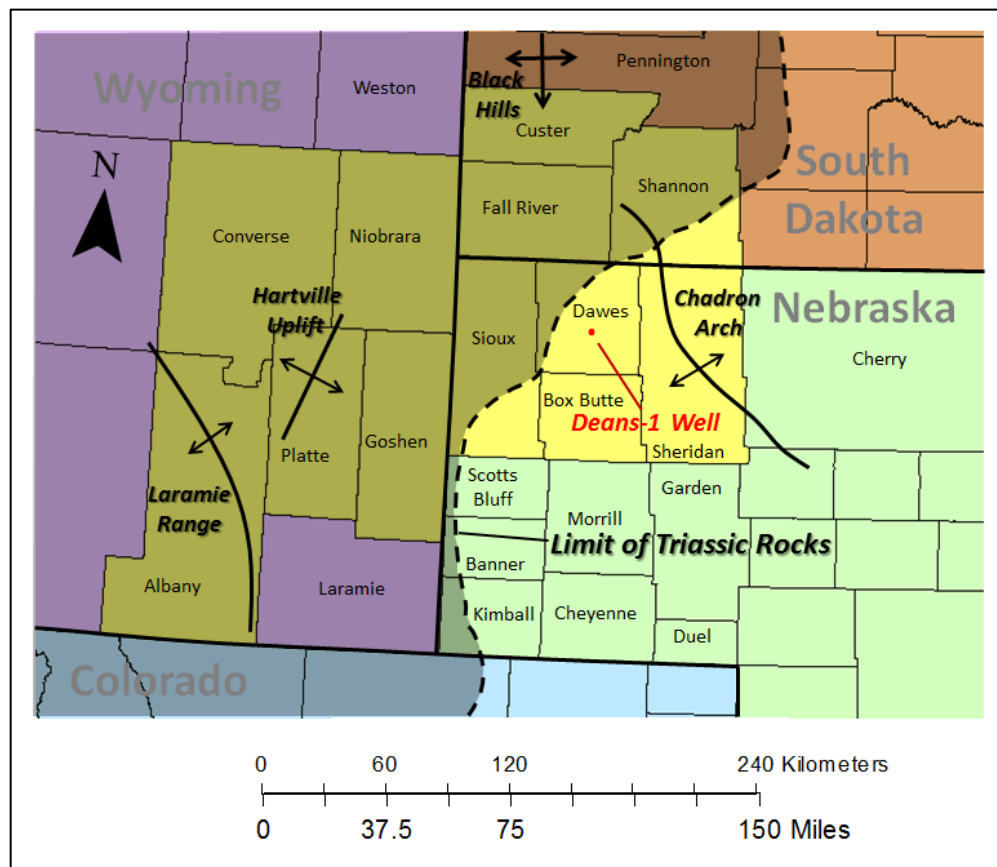 Wyoming
Weston
Black
Hills
Pennington
Custer
South
Dakota
N
Shannon
Fall River
Converse
Niobrara
Hartville
Uplift
Chadron
Arch
Nebraska
Dawes
Sioux
Cherry
Box Butte
Deans-1 Well
Goshen
Platte
Sheridan
Scotts
Bluff
Garden
Laramie
Range
Morrill
Limit of Triassic Rocks
Banner
Albany
Laramie
Kimball
Cheyenne
Duel
Colorado
0 60 120 240 Kilometers
0 37.5 75 150 Miles